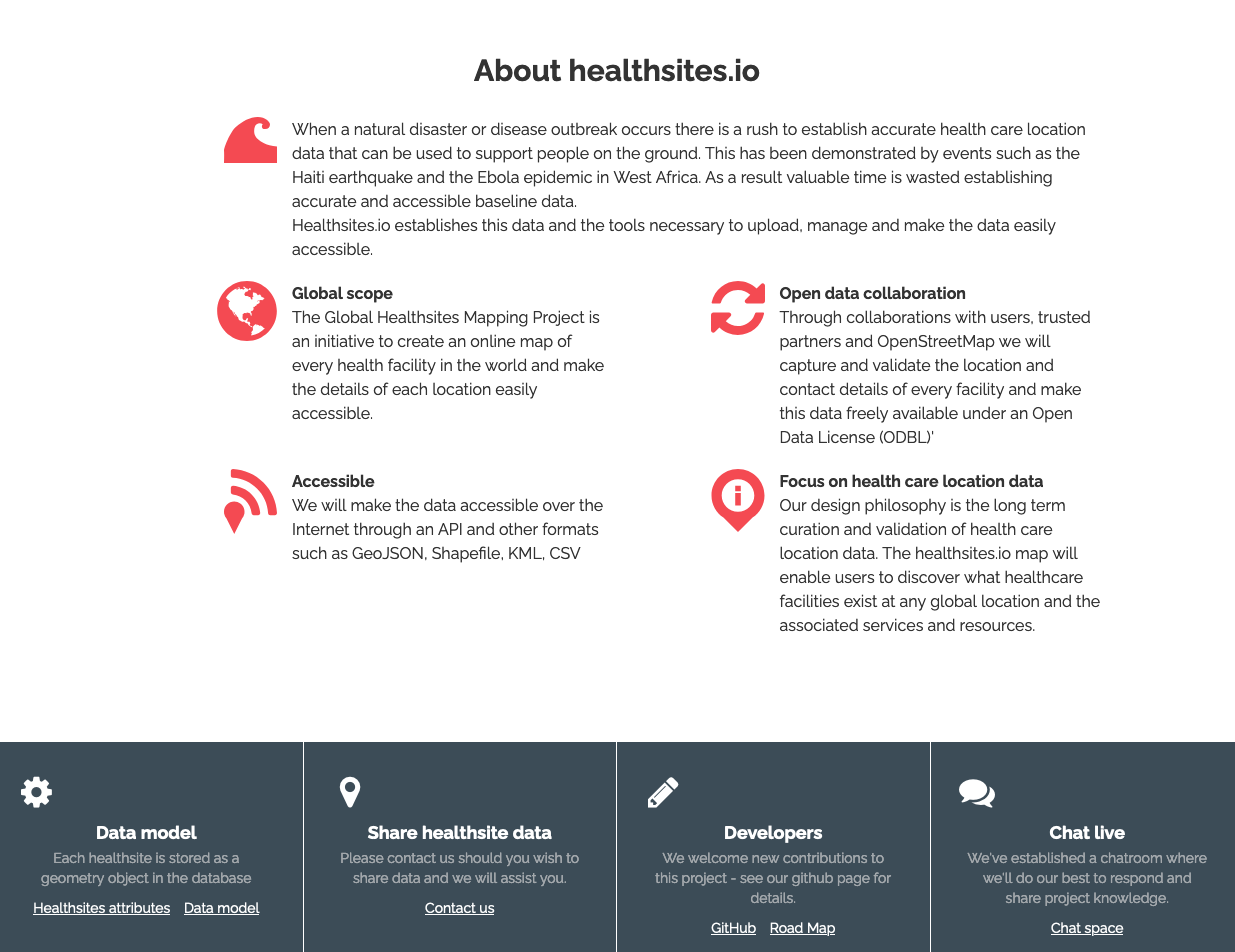 About healthsites.io
When a natural disaster or disease outbreak occurs there is a rush to establish accurate health care location
data that can be used to support people on the ground. This has been demonstrated by events such as the
Haiti earthquake and the Ebola epidemic in West Africa. As a result valuable time is wasted establishing
accurate and accessible baseline data.
Healthsites.io establishes this data and the tools necessary to upload, manage and make the data easily
accessible.
Global scope
The Global Healthsites Mapping Project is
an initiative to create an online map of
every health facility in the world and make
the details of each location easily
accessible.
Open data collaboration
Through collaborations with users, trusted
partners and OpenStreetMap we will
capture and validate the location and
contact details of every facility and make
this data freely available under an Open
Data License (ODBL)'
Accessible
We will make the data accessible over the
Internet through an API and other formats
such as GeoJSON, Shapefile, KML, CSV
Focus on health care location data
Our design philosophy is the long term
curation and validation of health care
location data. The healthsites.io map will
enable users to discover what healthcare
facilities exist at any global location and the
associated services and resources.
Data model
Each healthsite is stored as a
geometry object in the database
Healthsites attributes Data model
Share healthsite data
Please contact us should you wish to
share data and we will assist you.
Contact us
Developers
We welcome new contributions to
this project - see our github page for
details.
GitHub Road Map
Chat live
We've established a chatroom where
we'll do our best to respond and
share project knowledge.
Chat space